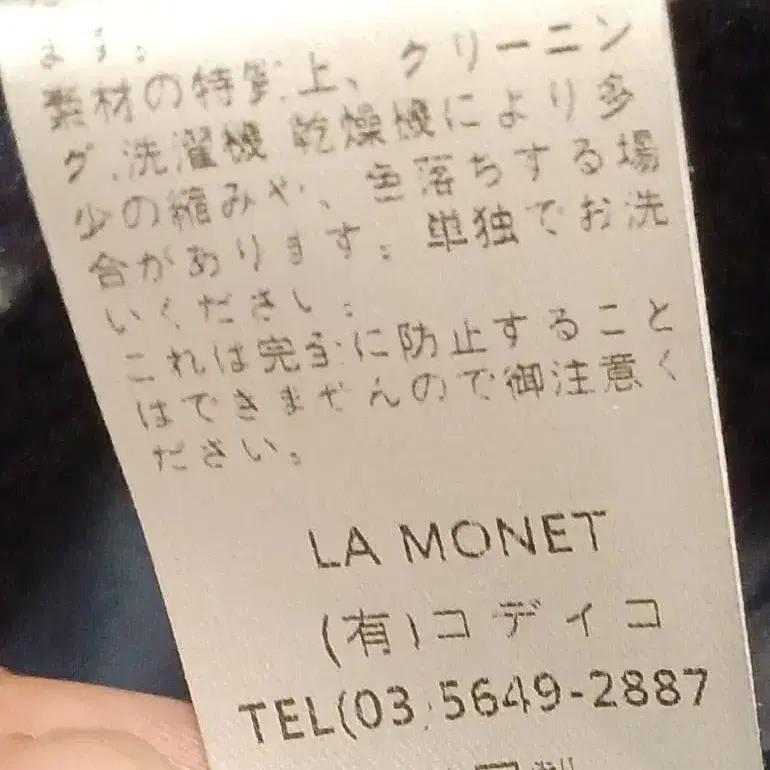 ます。
素材の特質上、クリーニン
グ、洗濯機 乾燥機により多
少の縮みや、色落ちする場
合があります。単独でお洗
いください。
これは完全に防止すること
はできませんので御注意く
ださい。
LA MONET
(有)コディコ
TEL(03)5649-2887